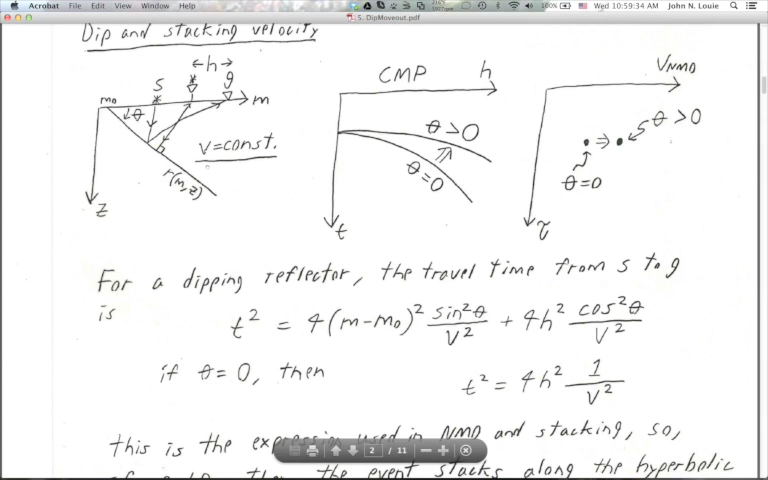 Acrobat File Edit View Window Help
100% Wed 10:59:34 AM John N. Louie
5. DipMoveout.pdf
Dip and stacking velocity
←h→
s g
m₀ m
θ
V=const.
r(m,z)
z
CMP h
θ>0
θ=0
t
V_NMO
θ>0
θ=0
τ
For a dipping reflector, the travel time from s to g
is t² = 4(m-m₀)² sin²θ/V² + 4h² cos²θ/V²
if θ=0, then t² = 4h² 1/V²
this is the expression used in NMO and stacking, so,
2 / 11
the event stacks along the hyperbolic